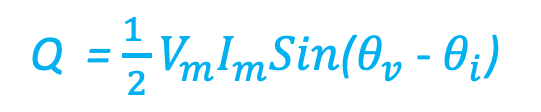 Q = 1/2 VₘIₘSin(θᵥ - θᵢ)